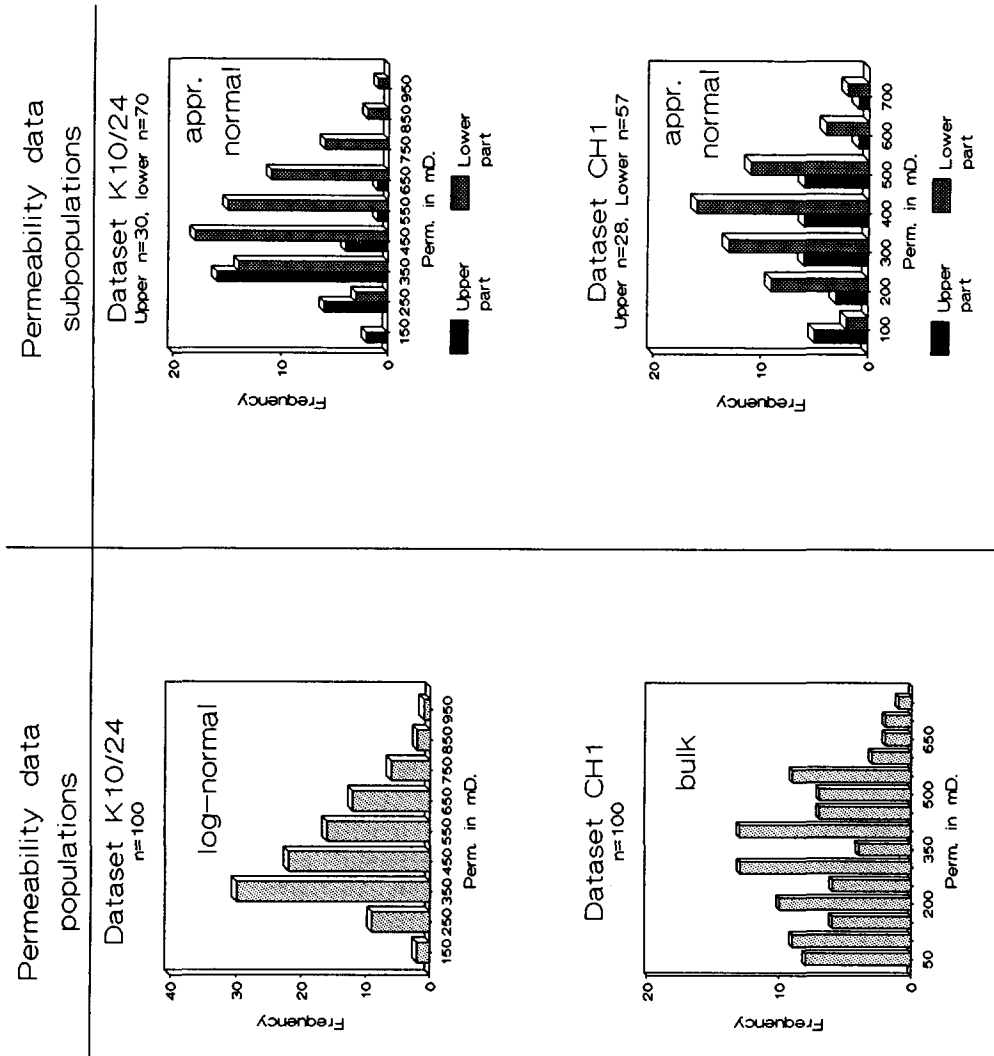 Permeability data
populations
Dataset K10/24
n=100
log-normal
Frequency
40
30
20
10
0
150 250 350 450 550 650 750 850 950
Perm. in mD.
Dataset CH1
n=100
bulk
Frequency
20
10
0
50 200 350 500 650
Perm. in mD.
Permeability data
subpopulations
Dataset K10/24
Upper n=30, lower n=70
appr.
normal
Frequency
20
10
0
150 250 350 450 550 650 750 850 950
Perm. in mD.
Upper
part
Lower
part
Dataset CH1
Upper n=28, Lower n=57
appr.
normal
Frequency
20
10
0
100 200 300 400 500 600 700
Perm. in mD.
Upper
part
Lower
part